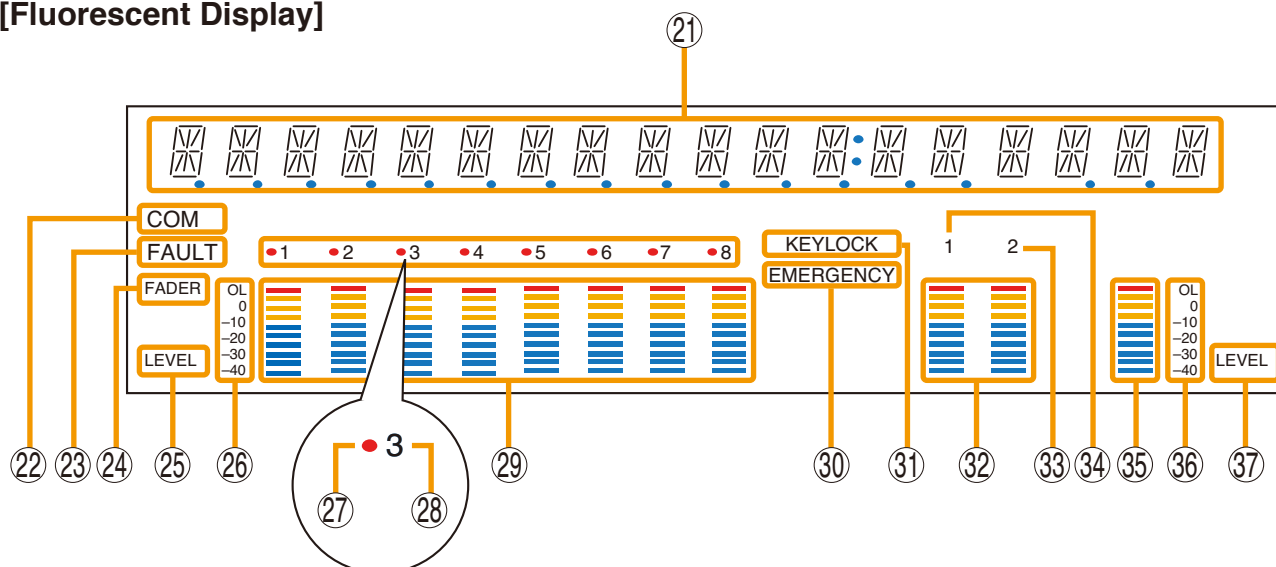 [Fluorescent Display]
㉑
COM
FAULT
1 2 3 4 5 6 7 8
KEYLOCK
1 2
EMERGENCY
FADER
OL
0
–10
–20
–30
–40
LEVEL
OL
0
–10
–20
–30
–40
LEVEL
3
㉒ ㉓ ㉔ ㉕ ㉖ ㉙ ㉚ ㉛ ㉜ ㉝ ㉞ ㉟ ㊱ ㊲
㉗ ㉘